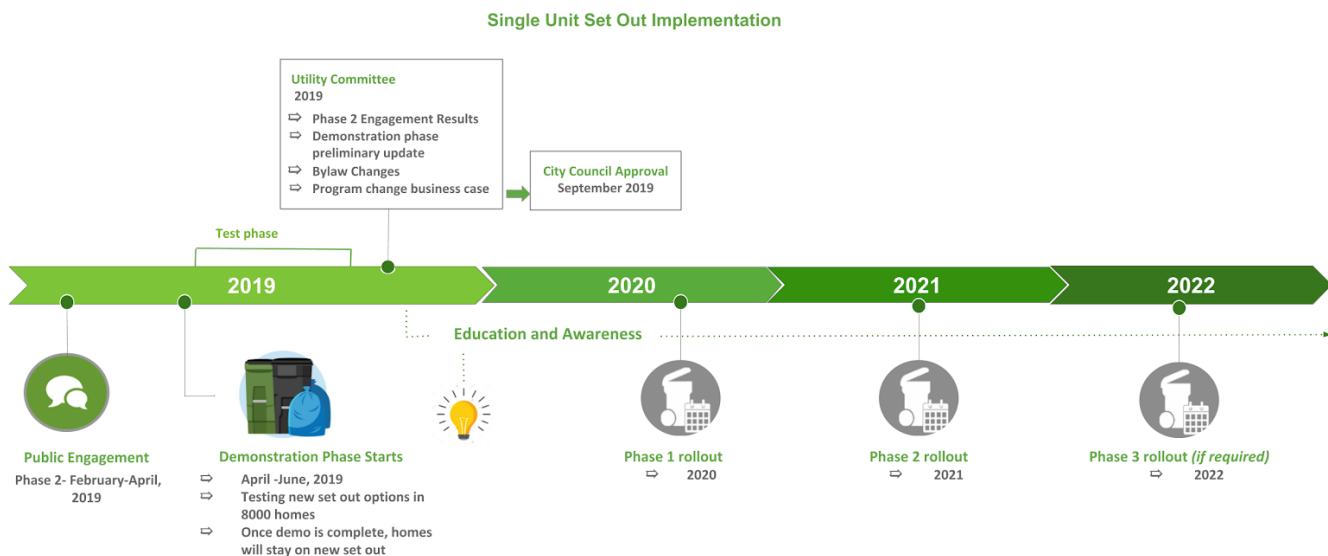 Single Unit Set Out Implementation
Utility Committee
2019
⇨ Phase 2 Engagement Results
⇨ Demonstration phase
preliminary update
⇨ Bylaw Changes
⇨ Program change business case
City Council Approval
September 2019
Test phase
2019
2020
2021
2022
Education and Awareness
Public Engagement
Phase 2- February-April,
2019
Demonstration Phase Starts
⇨ April -June, 2019
⇨ Testing new set out options in
8000 homes
⇨ Once demo is complete, homes
will stay on new set out
Phase 1 rollout
⇨ 2020
Phase 2 rollout
⇨ 2021
Phase 3 rollout (if required)
⇨ 2022